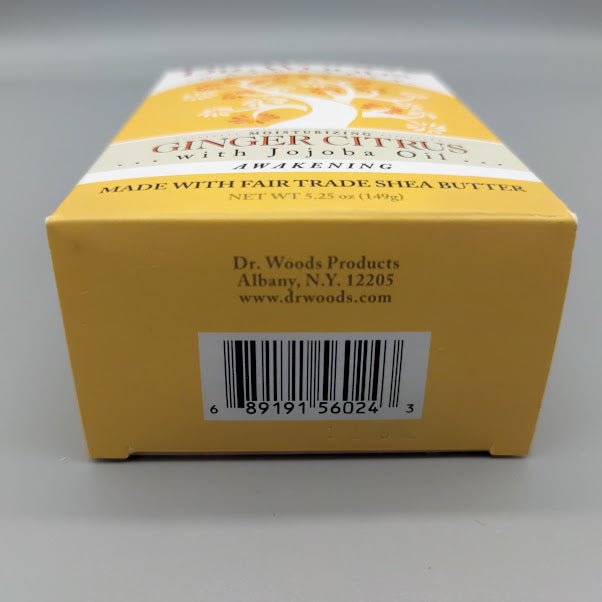 MOISTURIZING
GINGER CITRUS
with Jojoba Oil
AWAKENING
MADE WITH FAIR TRADE SHEA BUTTER
NET WT 5.25 oz (149g)
Dr. Woods Products
Albany, N.Y. 12205
www.drwoods.com
6 89191 56024 3